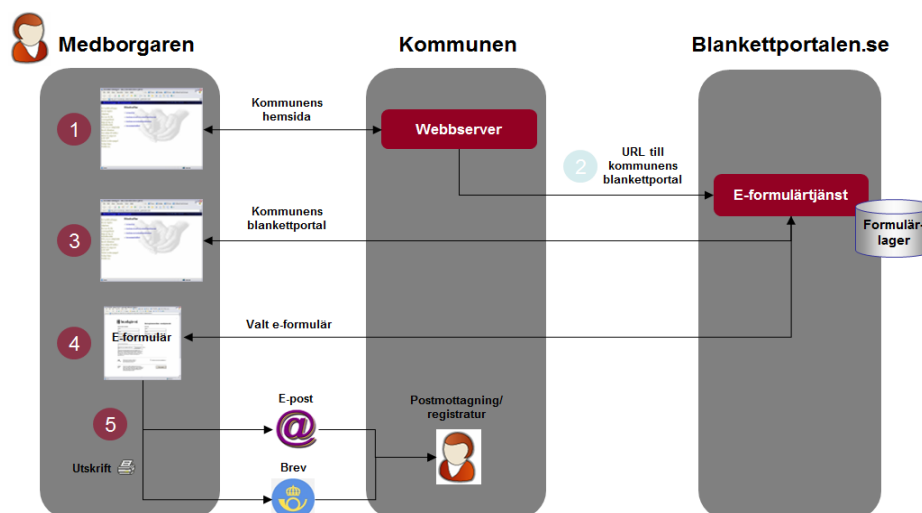 Medborgaren
Kommunen
Blankettportalen.se
1
Kommunens
hemsida
Webbserver
2
URL till
kommunens
blankettportal
E-formulärtjänst
Formulär-
lager
3
Kommunens
blankettportal
4
E-formulär
Valt e-formulär
5
E-post
@
Postmottagning/
registratur
Utskrift
Brev